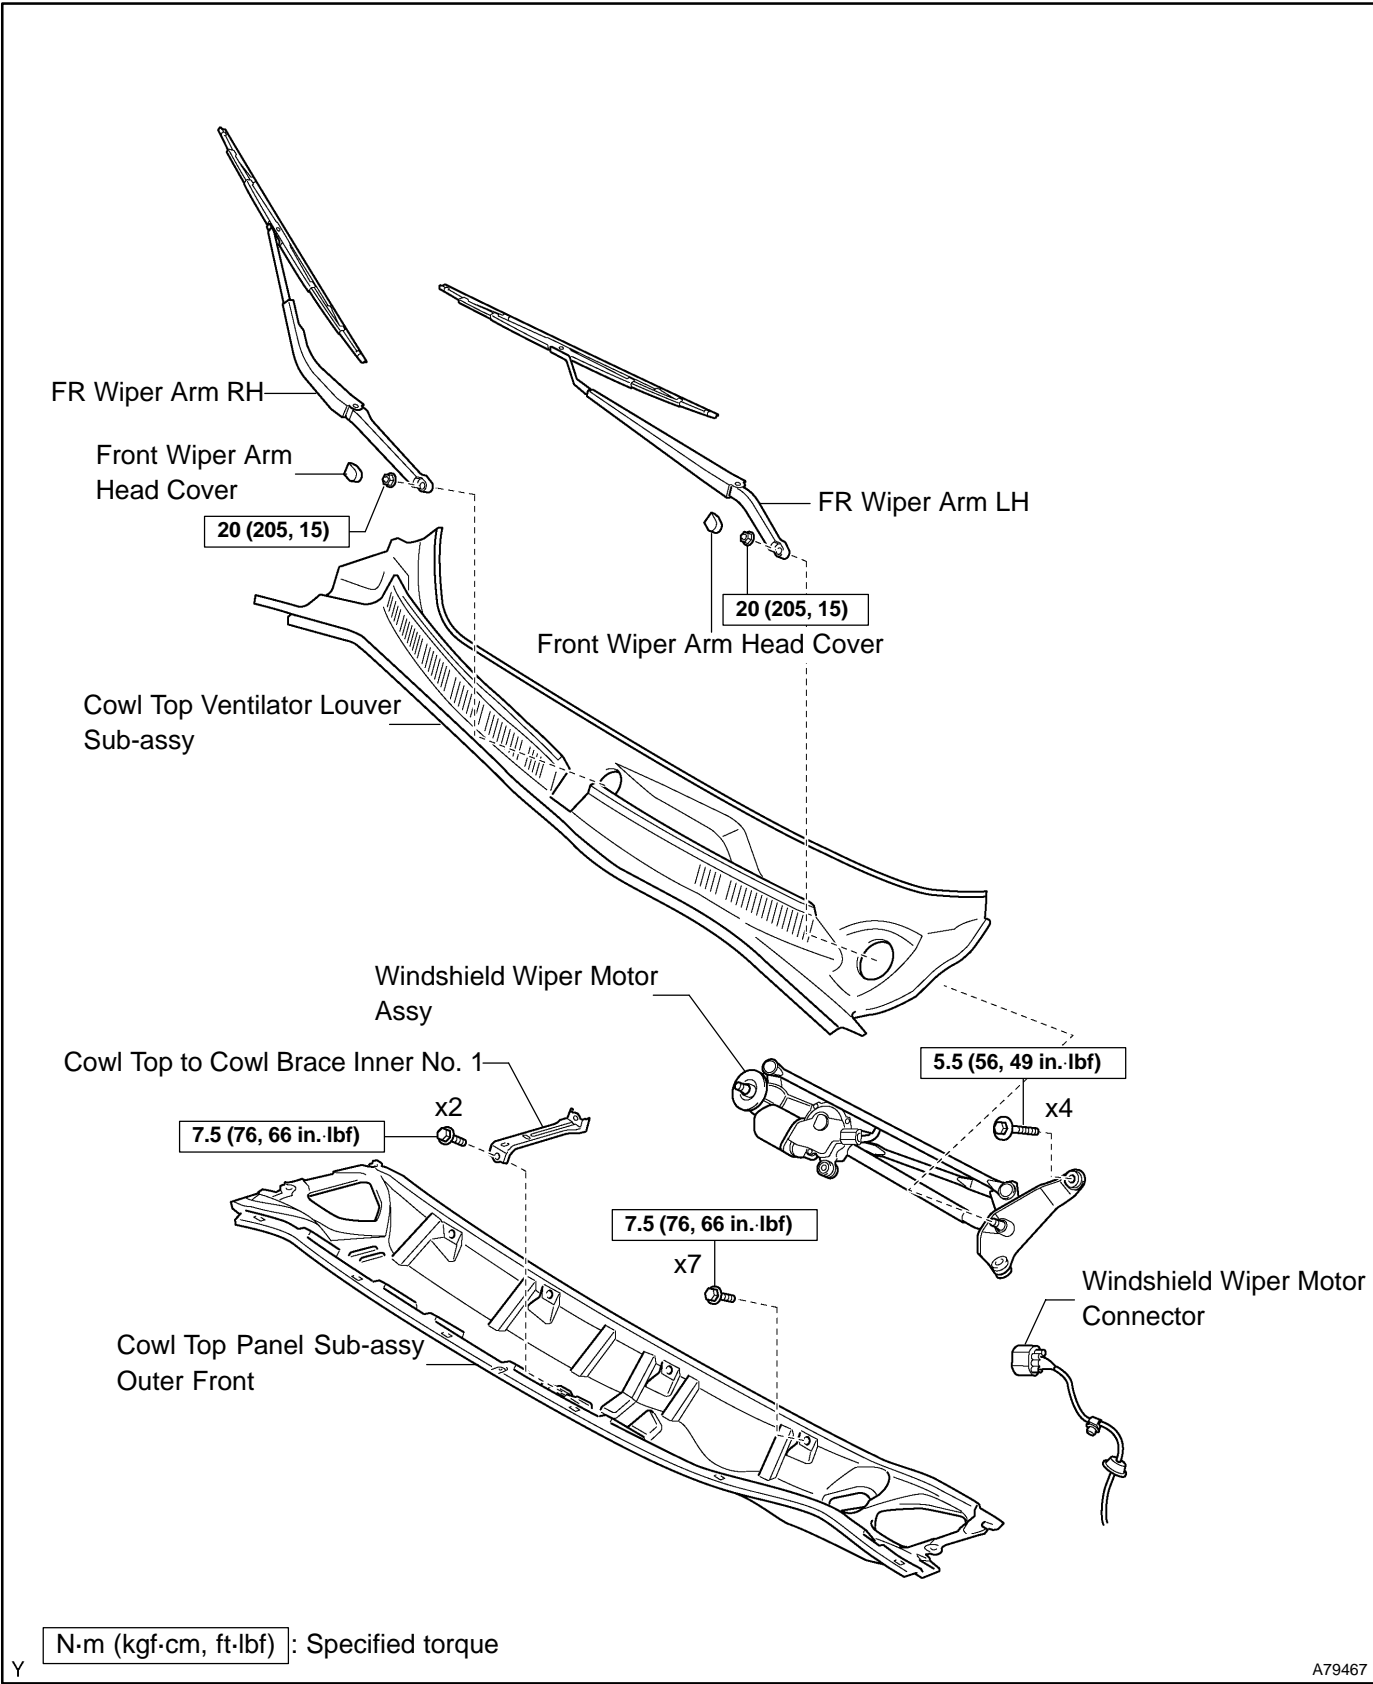 FR Wiper Arm RH
Front Wiper Arm
Head Cover
20 (205, 15)
FR Wiper Arm LH
20 (205, 15)
Front Wiper Arm Head Cover
Cowl Top Ventilator Louver
Sub-assy
Windshield Wiper Motor
Assy
Cowl Top to Cowl Brace Inner No. 1
5.5 (56, 49 in.·lbf)
x4
x2
7.5 (76, 66 in.·lbf)
7.5 (76, 66 in.·lbf)
x7
Windshield Wiper Motor
Connector
Cowl Top Panel Sub-assy
Outer Front
N·m (kgf·cm, ft·lbf) : Specified torque
Y
A79467